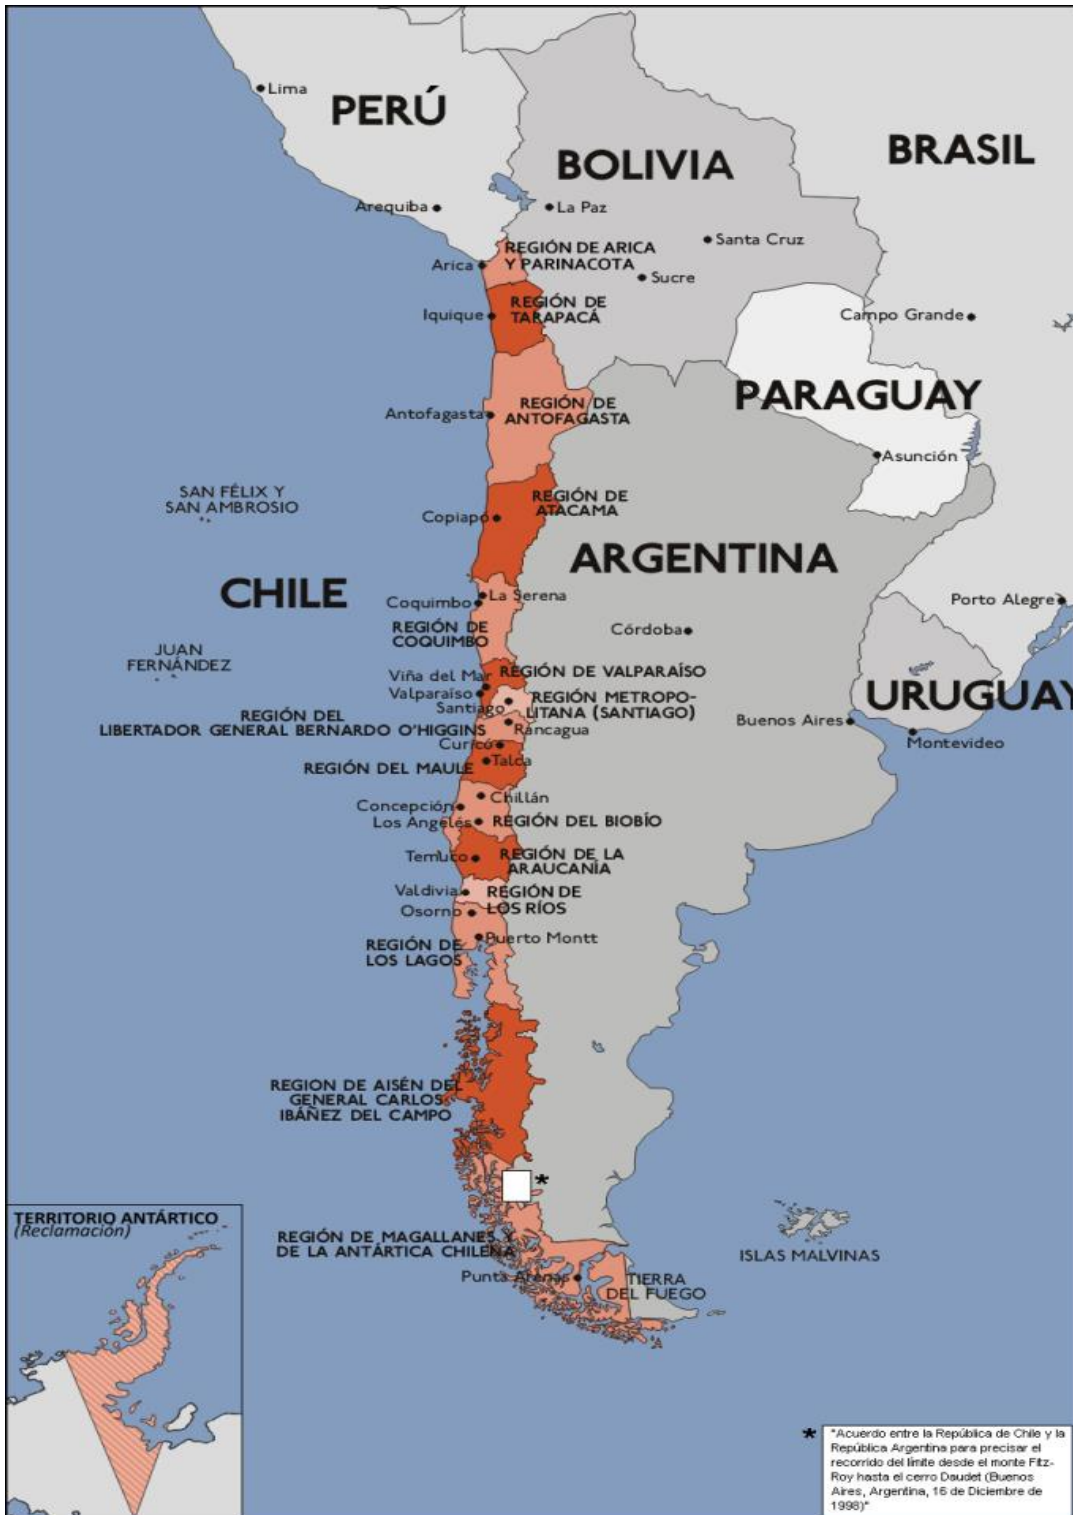 Lima
PERÚ
BOLIVIA
BRASIL
Arequiba
La Paz
Santa Cruz
REGIÓN DE ARICA
Y PARINACOTA
Arica
Sucre
REGIÓN DE
TARAPACÁ
Iquique
Campo Grande
PARAGUAY
REGIÓN DE
ANTOFAGASTA
Antofagasta
Asunción
SAN FÉLIX Y
SAN AMBROSIO
REGIÓN DE
ATACAMA
Copiapó
ARGENTINA
CHILE
La Serena
Coquimbo
Porto Alegre
REGIÓN DE
COQUIMBO
Córdoba
JUAN
FERNÁNDEZ
REGIÓN DE VALPARAÍSO
Viña del Mar
Valparaíso
URUGUAY
REGIÓN METROPO-
LITANA (SANTIAGO)
Santiago
REGIÓN DEL
LIBERTADOR GENERAL BERNARDO O'HIGGINS
Rancagua
Buenos Aires
Montevideo
Curicó
Talca
REGIÓN DEL MAULE
Chillán
Concepción
Los Angelés
REGIÓN DEL BIOBÍO
Temuco
REGIÓN DE LA
ARAUCANÍA
Valdivia
REGIÓN DE
LOS RÍOS
Osorno
Puerto Montt
REGIÓN DE
LOS LAGOS
REGION DE AISÉN DEL
GENERAL CARLOS
IBÁÑEZ DEL CAMPO
*
TERRITORIO ANTÁRTICO
(Reclamación)
REGIÓN DE MAGALLANES Y
DE LA ANTÁRTICA CHILENA
ISLAS MALVINAS
Punta Arenas
TIERRA
DEL FUEGO
* "Acuerdo entre la República de Chile y la
República Argentina para precisar el
recorrido del límite desde el monte Fitz-
Roy hasta el cerro Daudet (Buenos
Aires, Argentina, 16 de Diciembre de
1998)"